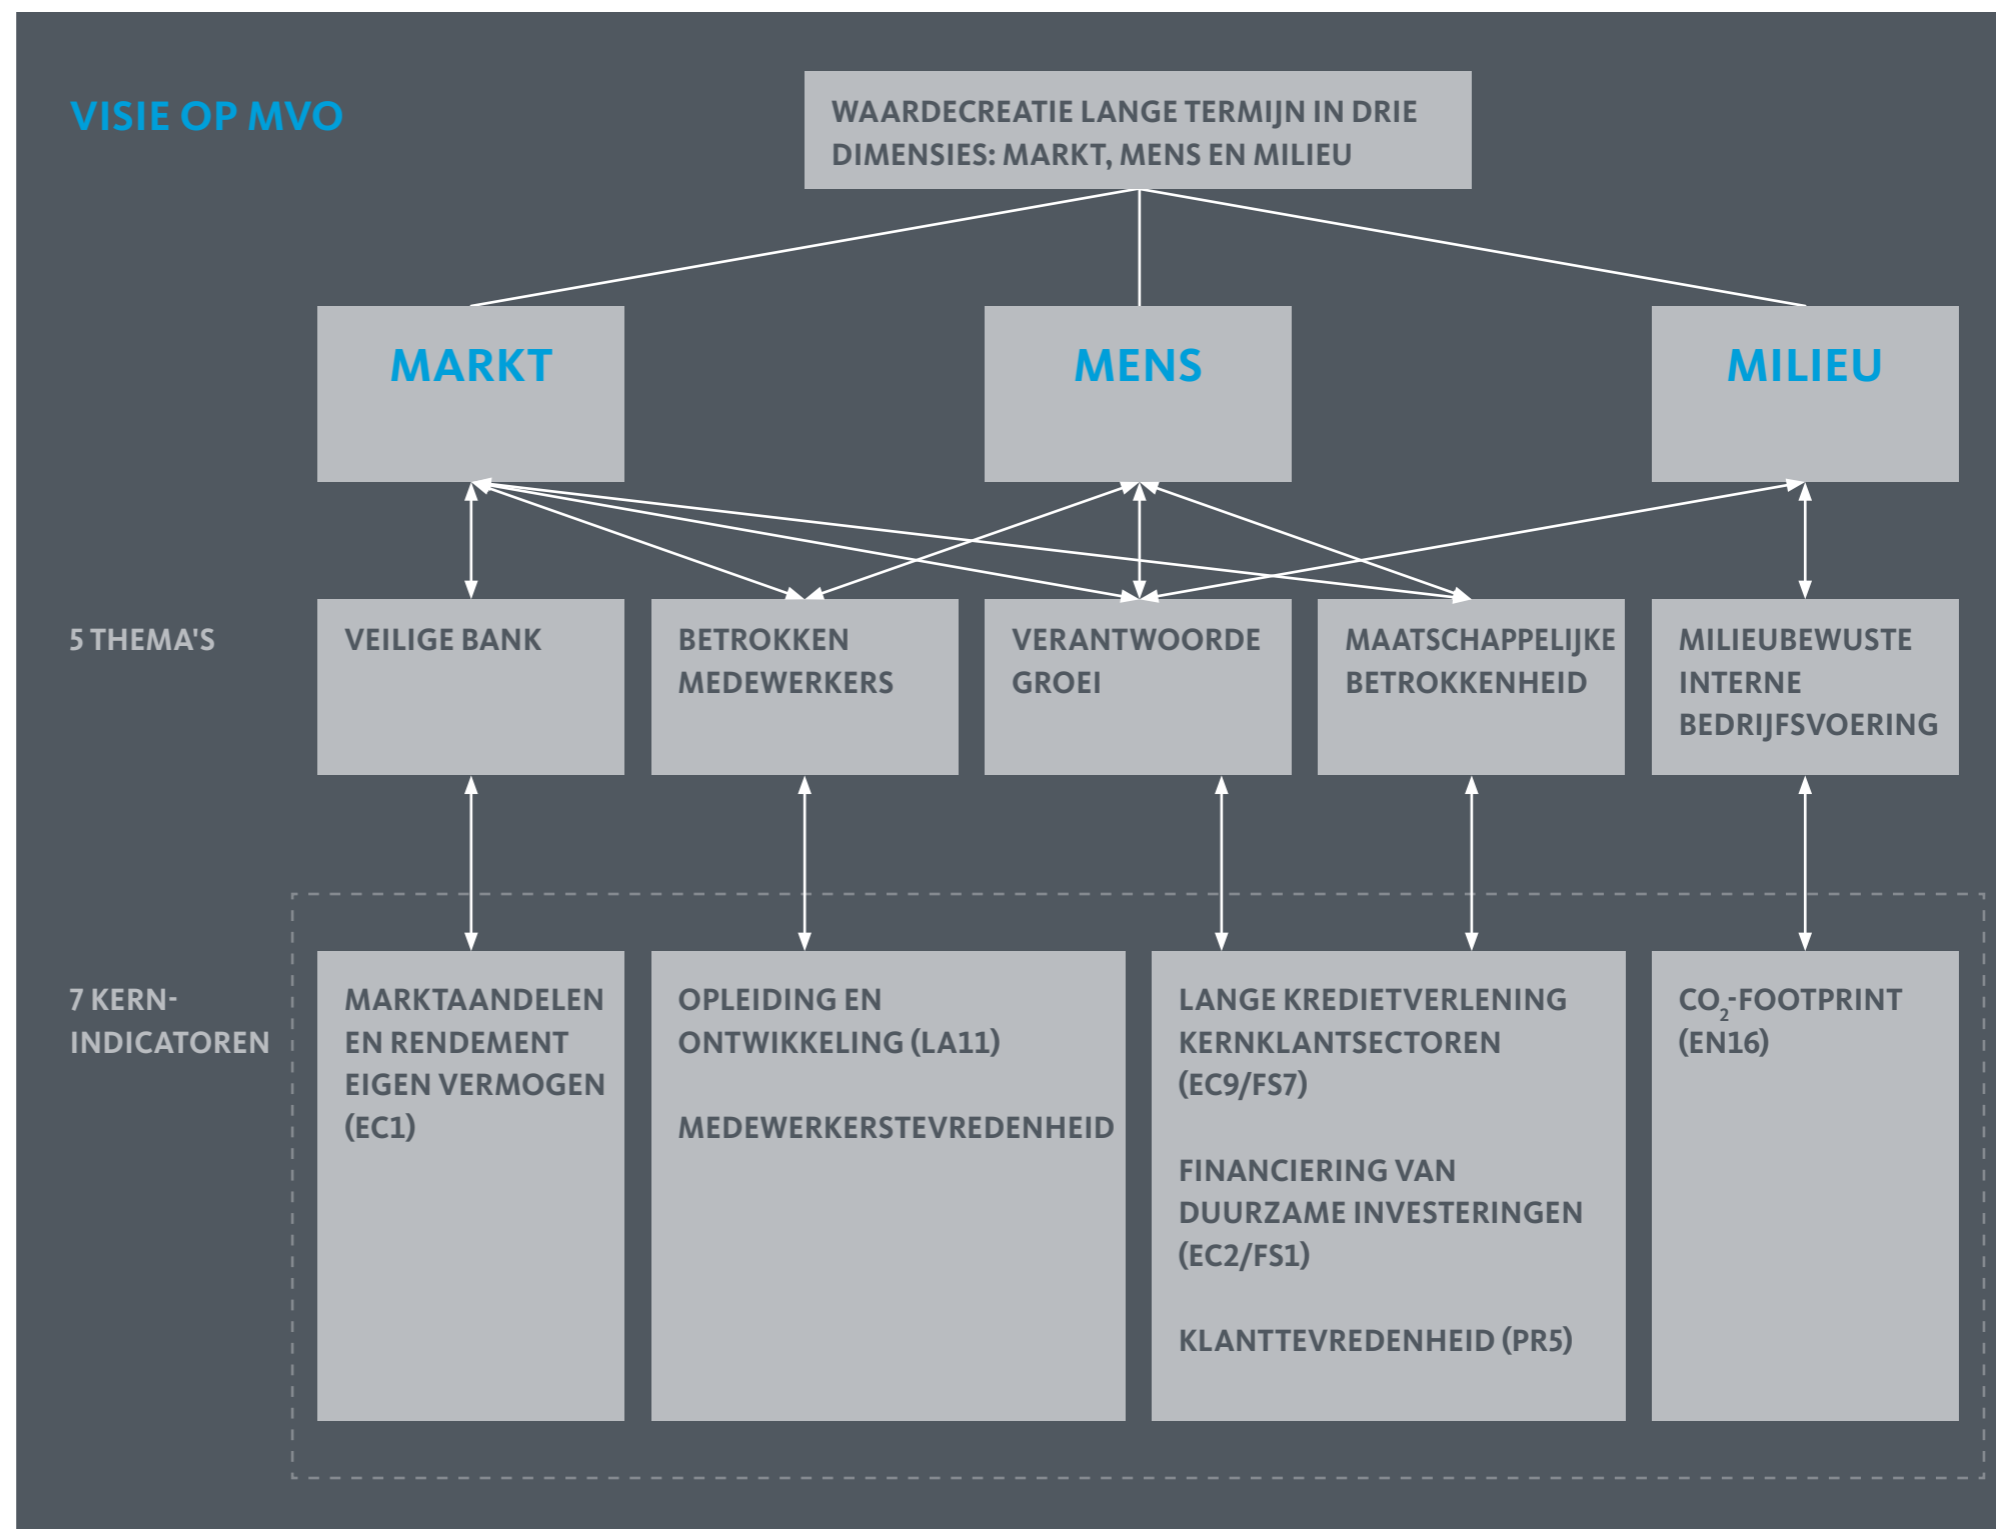 VISIE OP MVO
WAARDECREATIE LANGE TERMIJN IN DRIE
DIMENSIES: MARKT, MENS EN MILIEU
MARKT
MENS
MILIEU
5 THEMA'S
VEILIGE BANK
BETROKKEN
MEDEWERKERS
VERANTWOORDE
GROEI
MAATSCHAPPELIJKE
BETROKKENHEID
MILIEUBEWUSTE
INTERNE
BEDRIJFSVOERING
7 KERN-
INDICATOREN
MARKTAANDELEN
EN RENDEMENT
EIGEN VERMOGEN
(EC1)
OPLEIDING EN
ONTWIKKELING (LA11)
MEDEWERKERSTEVREDENHEID
LANGE KREDIETVERLENING
KERNKLANTSECTOREN
(EC9/FS7)
FINANCIERING VAN
DUURZAME INVESTERINGEN
(EC2/FS1)
KLANTTEVREDENHEID (PR5)
CO₂-FOOTPRINT
(EN16)